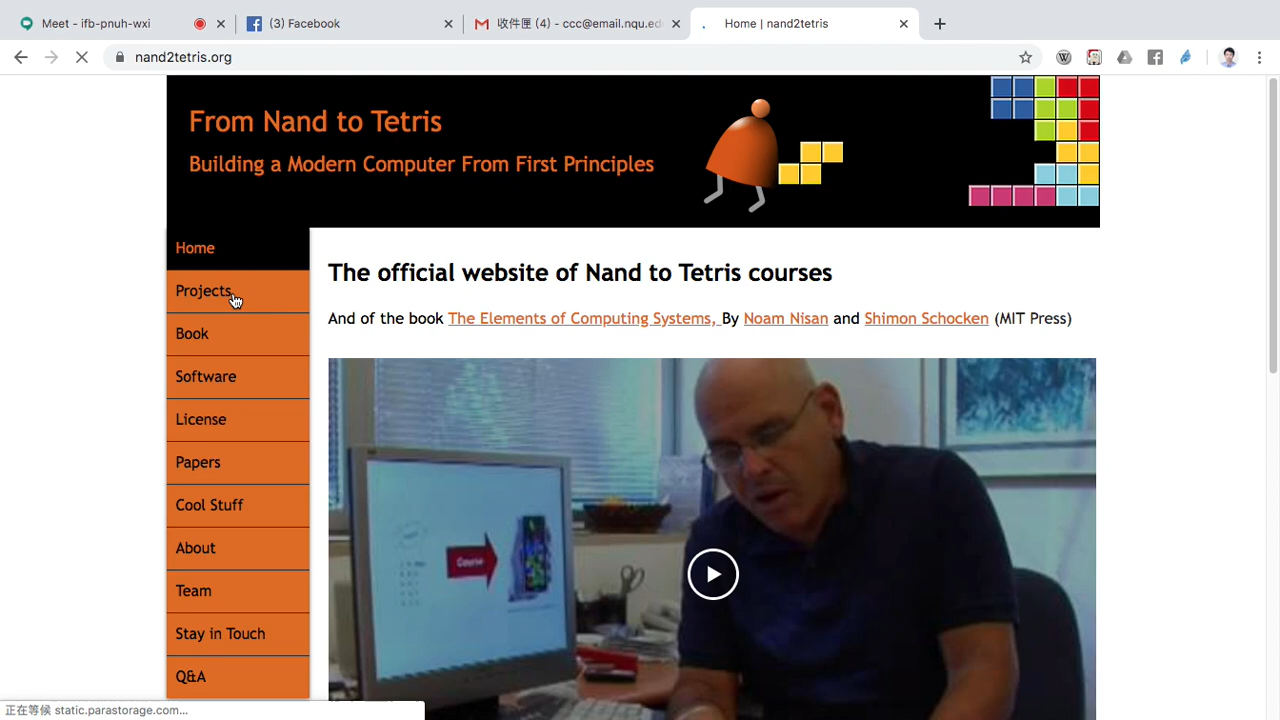 Meet - ifb-pnuh-wxi
(3) Facebook
收件匣 (4) - ccc@email.nqu.ed
Home | nand2tetris
nand2tetris.org
From Nand to Tetris
Building a Modern Computer From First Principles
Home
Projects
Book
Software
License
Papers
Cool Stuff
About
Team
Stay in Touch
Q&A
The official website of Nand to Tetris courses
And of the book The Elements of Computing Systems, By Noam Nisan and Shimon Schocken (MIT Press)
Course
正在等候 static.parastorage.com...